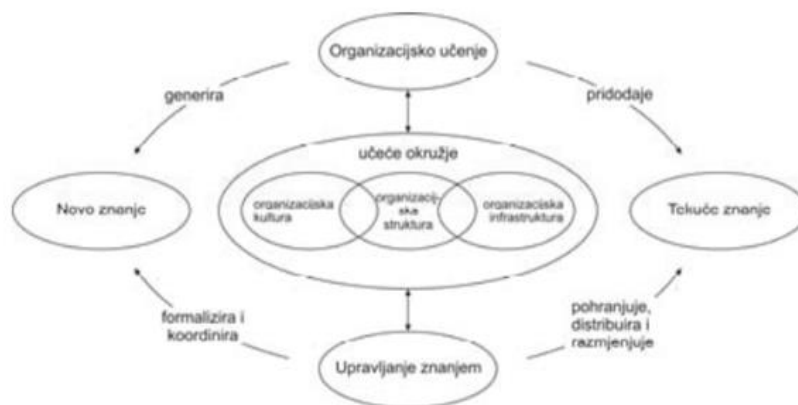 Organizacijsko učenje
generira
pridodaje
učeće okružje
organizacijska
kultura
organizacij-
ska
struktura
organizacijska
infrastruktura
Novo znanje
Tekuće znanje
formalizira i
koordinira
pohranjuje,
distribuira i
razmjenjuje
Upravljanje znanjem